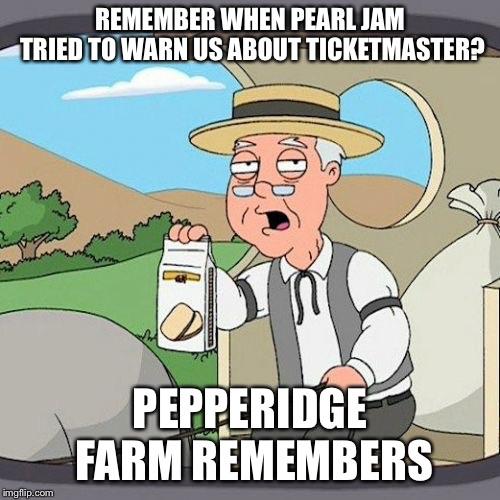 REMEMBER WHEN PEARL JAM
TRIED TO WARN US ABOUT TICKETMASTER?
PEPPERIDGE
FARM REMEMBERS
imgflip.com